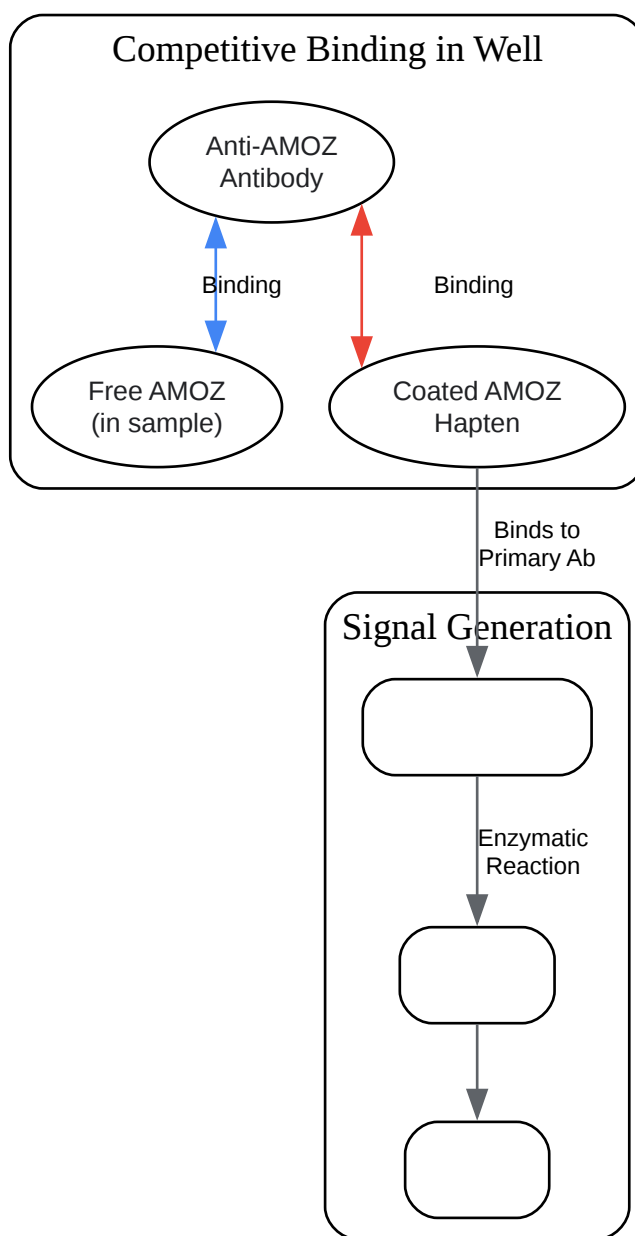 Competitive Binding in Well
Anti-AMOZ
Antibody
Binding
Binding
Free AMOZ
(in sample)
Coated AMOZ
Hapten
Binds to
Primary Ab
Signal Generation
Enzymatic
Reaction